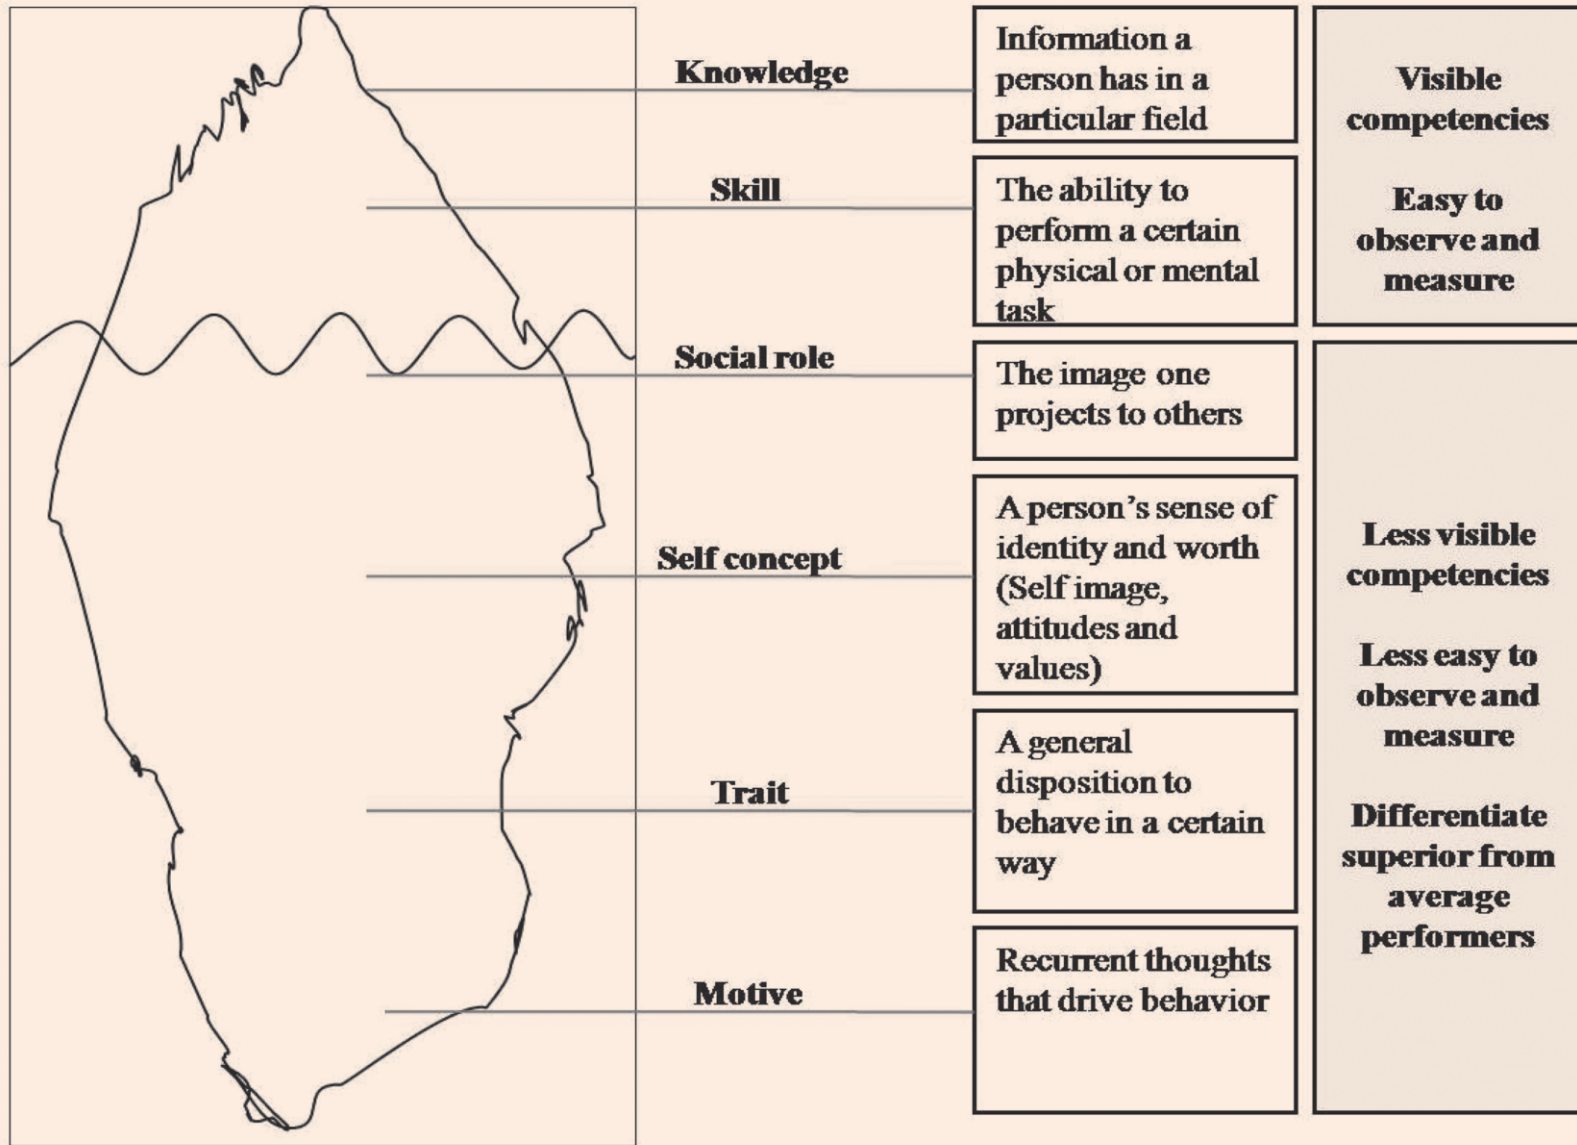 Knowledge
Information a
person has in a
particular field
Skill
The ability to
perform a certain
physical or mental
task
Visible
competencies
Easy to
observe and
measure
Social role
The image one
projects to others
Self concept
A person’s sense of
identity and worth
(Self image,
attitudes and
values)
Trait
A general
disposition to
behave in a certain
way
Motive
Recurrent thoughts
that drive behavior
Less visible
competencies
Less easy to
observe and
measure
Differentiate
superior from
average
performers